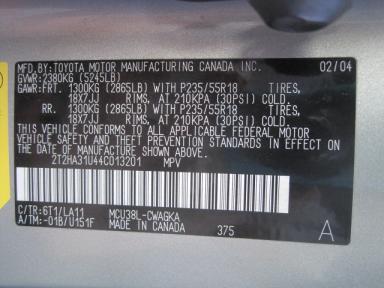 MFD.BY:TOYOTA MOTOR MANUFACTURING CANADA INC. 02/04
GVWR:2380KG (5245LB)
GAWR:FRT. 1300KG (2865LB) WITH P235/55R18 TIRES,
18X7JJ RIMS, AT 210KPA (30PSI) COLD.
RR. 1300KG (2865LB) WITH P235/55R18 TIRES,
18X7JJ RIMS, AT 210KPA (30PSI) COLD.
THIS VEHICLE CONFORMS TO ALL APPLICABLE FEDERAL MOTOR
VEHICLE SAFETY AND THEFT PREVENTION STANDARDS IN EFFECT
ON THE DATE OF MANUFACTURE SHOWN ABOVE.
2T2HA31U44C013201 MPV
C/TR:6T1/LA11 MCU38L-CWAGKA
A/TM:-01B/U151F MADE IN CANADA 375 A